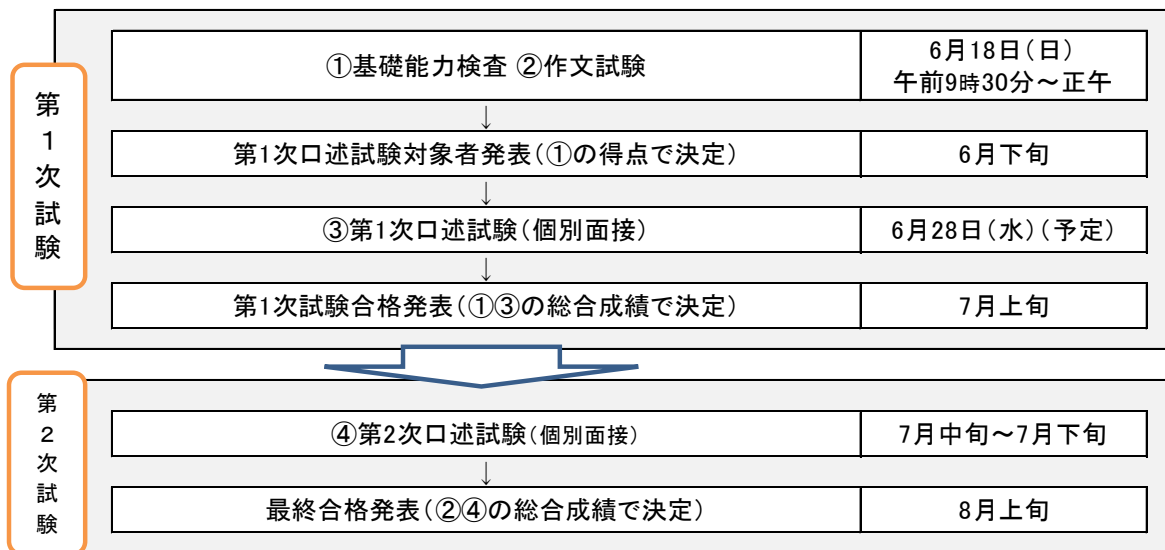 第1次試験
①基礎能力検査 ②作文試験
6月18日(日)
午前9時30分～正午
↓
第1次口述試験対象者発表(①の得点で決定)
6月下旬
↓
③第1次口述試験(個別面接)
6月28日(水)(予定)
↓
第1次試験合格発表(①③の総合成績で決定)
7月上旬
第2次試験
④第2次口述試験(個別面接)
7月中旬～7月下旬
↓
最終合格発表(②④の総合成績で決定)
8月上旬